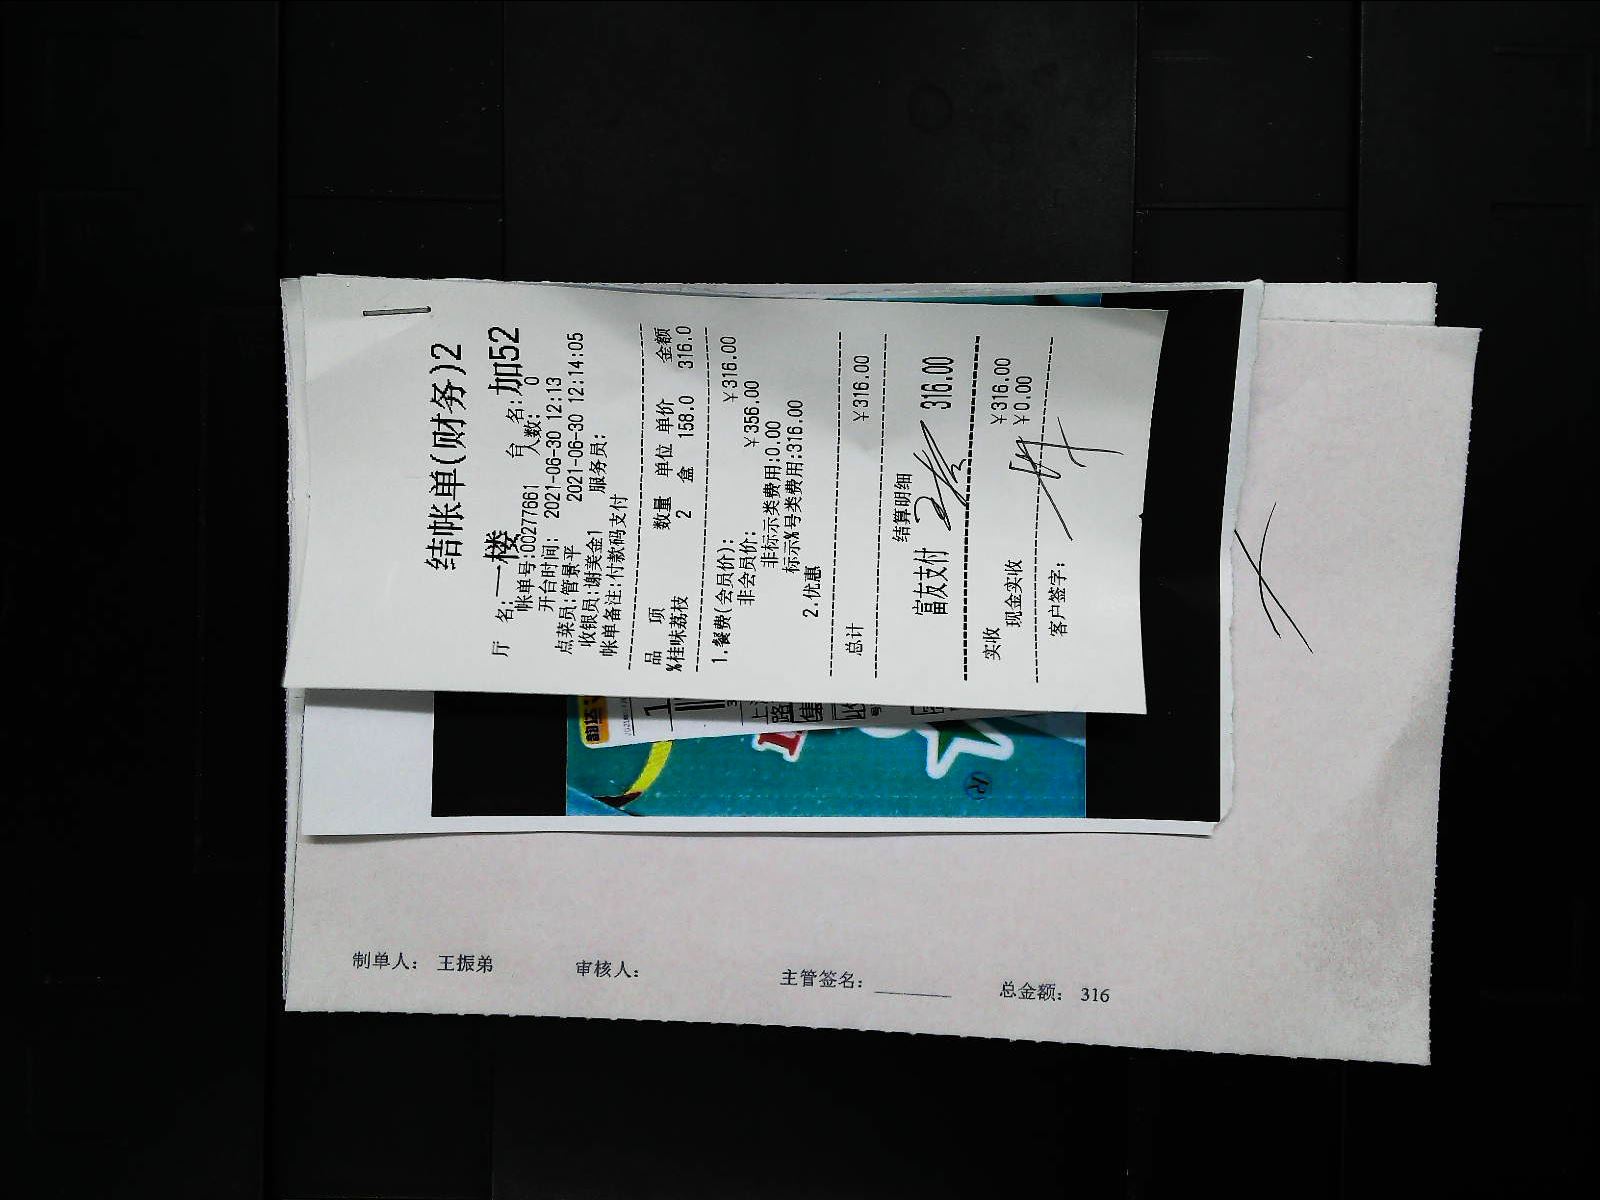 结帐单(财务)2
厅 名:一楼 台 名:加52
帐单号:00277661 人数: 0
开台时间: 2021-06-30 12:13
点菜员:管景平 2021-06-30 12:14:05
收银员:谢美金1 服务员:
帐单备注:付款码支付
品 项 数量 单位 单价 金额
%桂味荔枝 2 盒 158.0 316.0
1.餐费(会员价): ￥316.00
非会员价: ￥356.00
非标示类费用:0.00
标示%号类费用:316.00
2.优惠
总计 ￥316.00
结算明细
富友支付 316.00
实收 ￥316.00
现金实收 ￥0.00
客户签字:
制单人: 王振弟 审核人: 主管签名: 总金额: 316